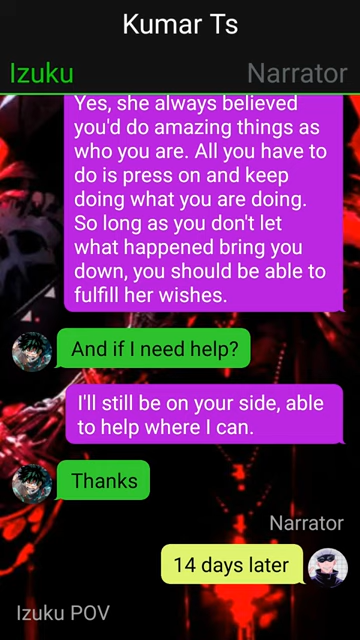 Kumar Ts
Izuku
Narrator
Yes, she always believed
you'd do amazing things as
who you are. All you have to
do is press on and keep
doing what you are doing.
So long as you don't let
what happened bring you
down, you should be able to
fulfill her wishes.
And if I need help?
I'll still be on your side, able
to help where I can.
Thanks
Narrator
14 days later
Izuku POV